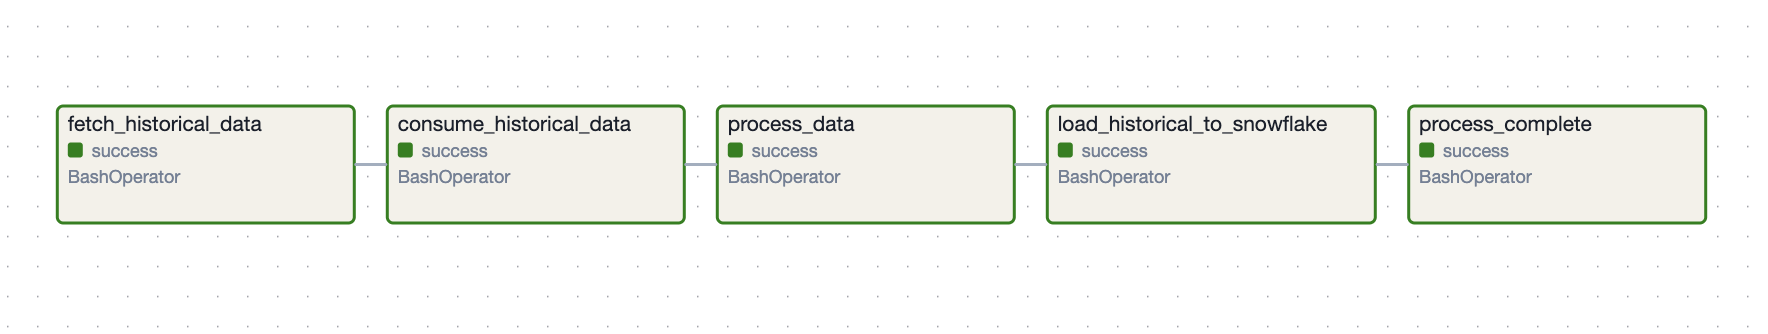 fetch_historical_data
success
BashOperator
consume_historical_data
success
BashOperator
process_data
success
BashOperator
load_historical_to_snowflake
success
BashOperator
process_complete
success
BashOperator